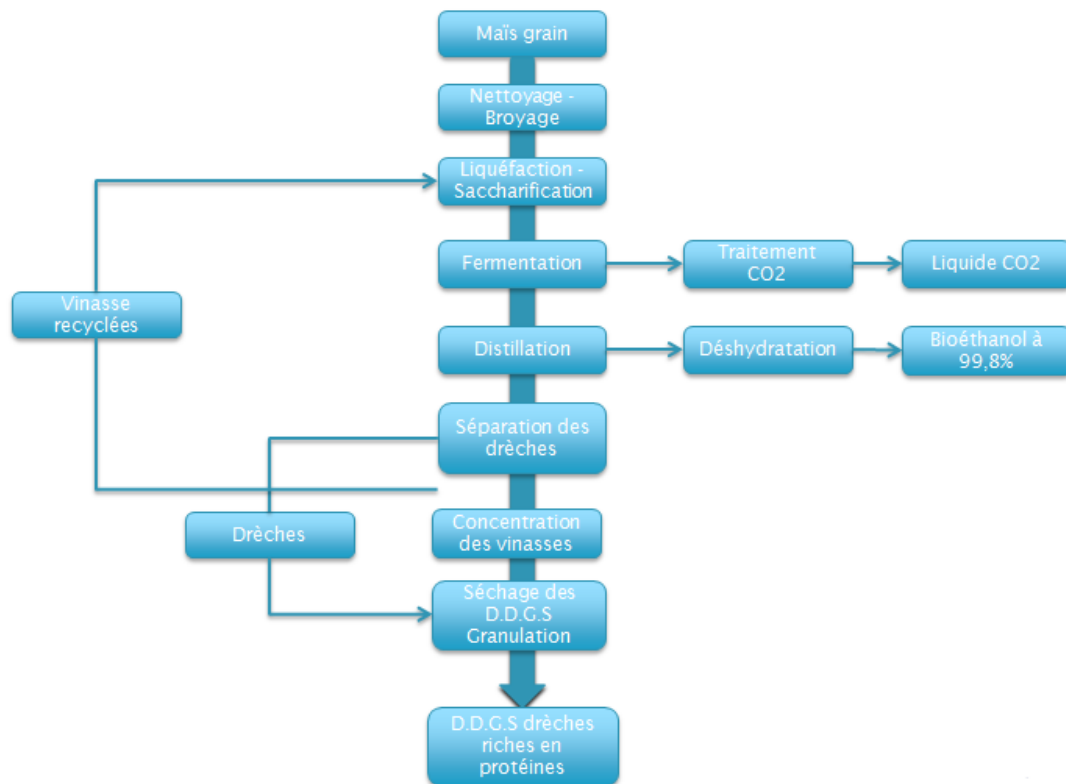 Maïs grain
Nettoyage -
Broyage
Liquéfaction -
Saccharification
Fermentation
Traitement
CO2
Liquide CO2
Vinasse
recyclées
Distillation
Déshydratation
Bioéthanol à
99,8%
Séparation des
drèches
Drèches
Concentration
des vinasses
Séchage des
D.D.G.S
Granulation
D.D.G.S drèches
riches en
protéines